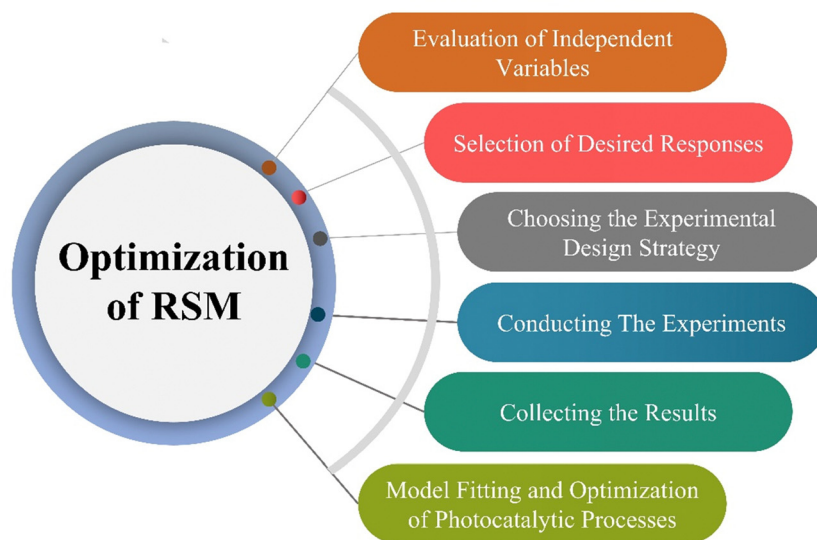 Optimization
of RSM
Evaluation of Independent
Variables
Selection of Desired Responses
Choosing the Experimental
Design Strategy
Conducting The Experiments
Collecting the Results
Model Fitting and Optimization
of Photocatalytic Processes